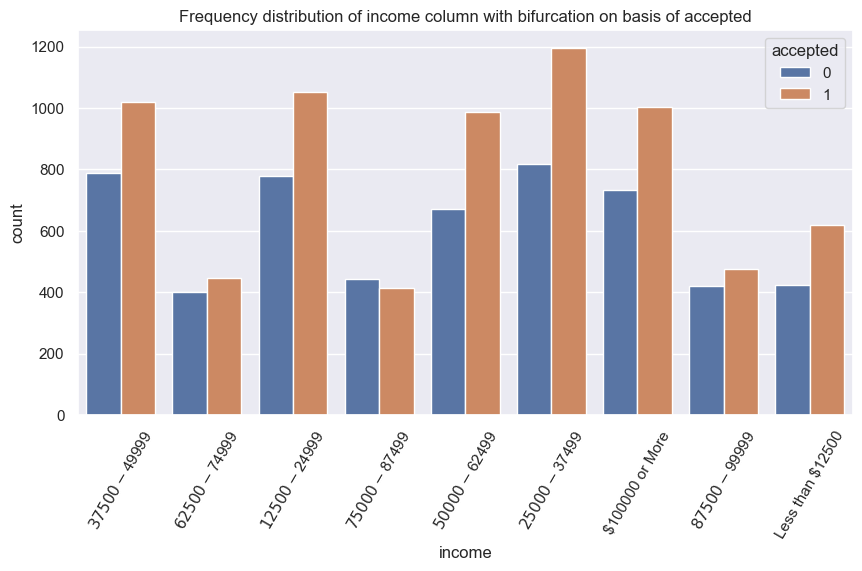 Frequency distribution of income column with bifurcation on basis of accepted
accepted
0
1
1200
1000
800
600
400
200
0
count
37500 − 49999
62500 − 74999
12500 − 24999
75000 − 87499
50000 − 62499
25000 − 37499
$100000 or More
87500 − 99999
Less than $12500
income